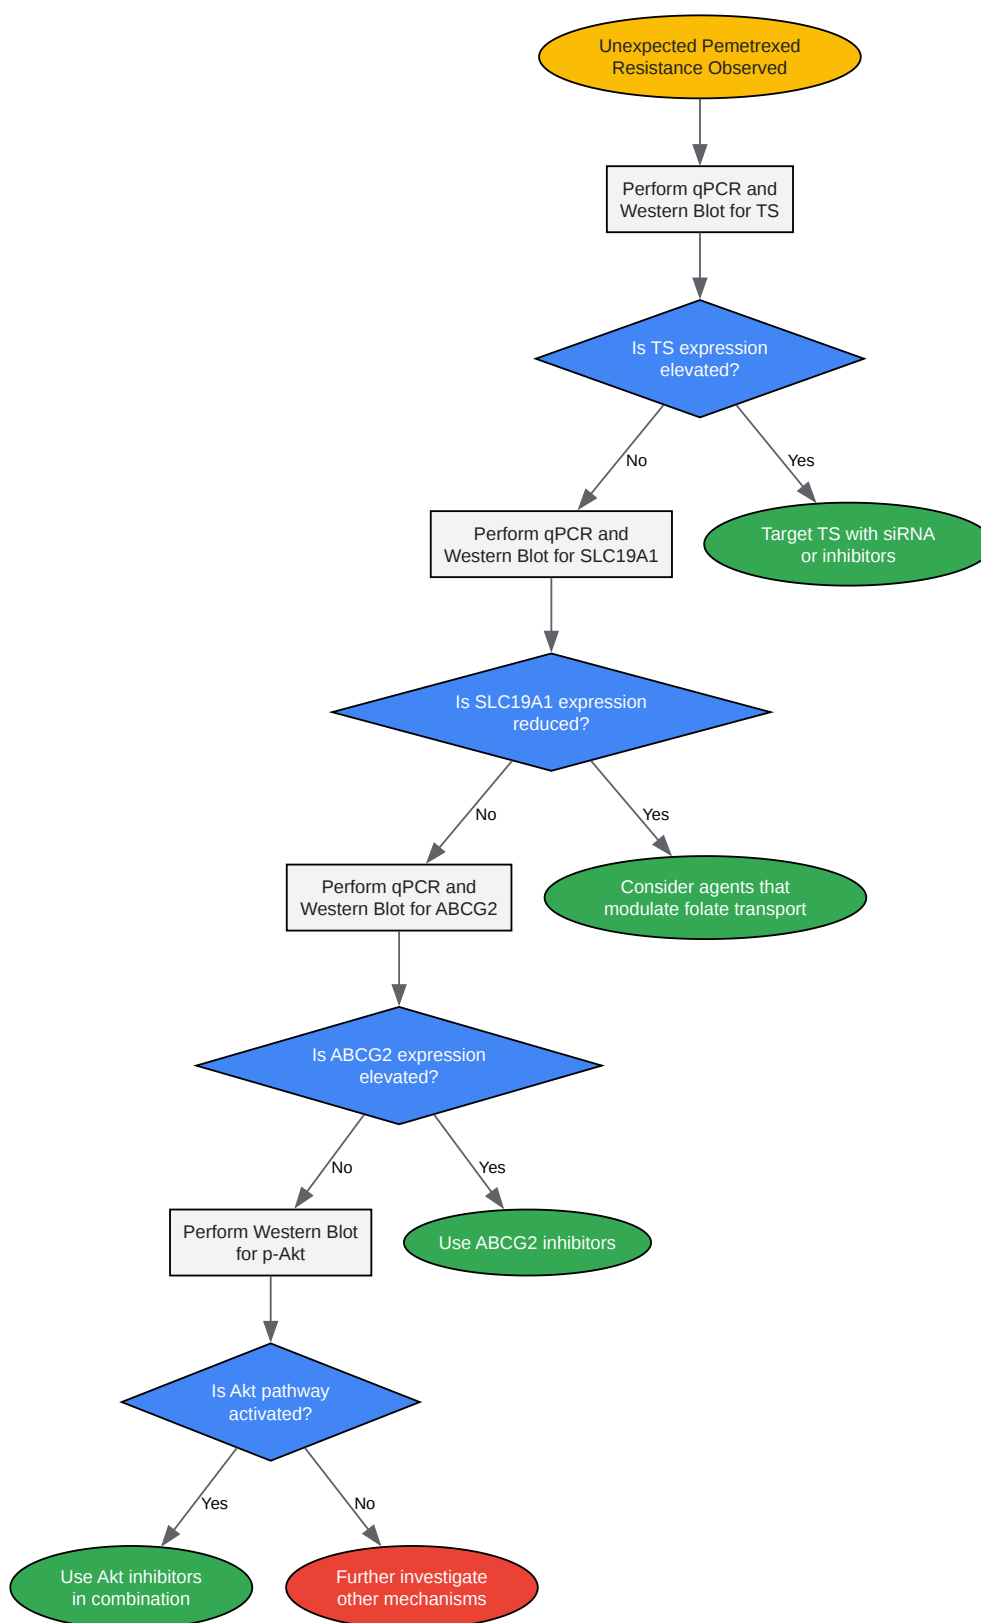 Unexpected Pemetrexed
Resistance Observed
Perform qPCR and
Western Blot for TS
Is TS expression
elevated?
No
Yes
Perform qPCR and
Western Blot for SLC19A1
Target TS with siRNA
or inhibitors
Is SLC19A1 expression
reduced?
No
Yes
Perform qPCR and
Western Blot for ABCG2
Consider agents that
modulate folate transport
Is ABCG2 expression
elevated?
No
Yes
Perform Western Blot
for p-Akt
Use ABCG2 inhibitors
Is Akt pathway
activated?
Yes
No
Use Akt inhibitors
in combination
Further investigate
other mechanisms